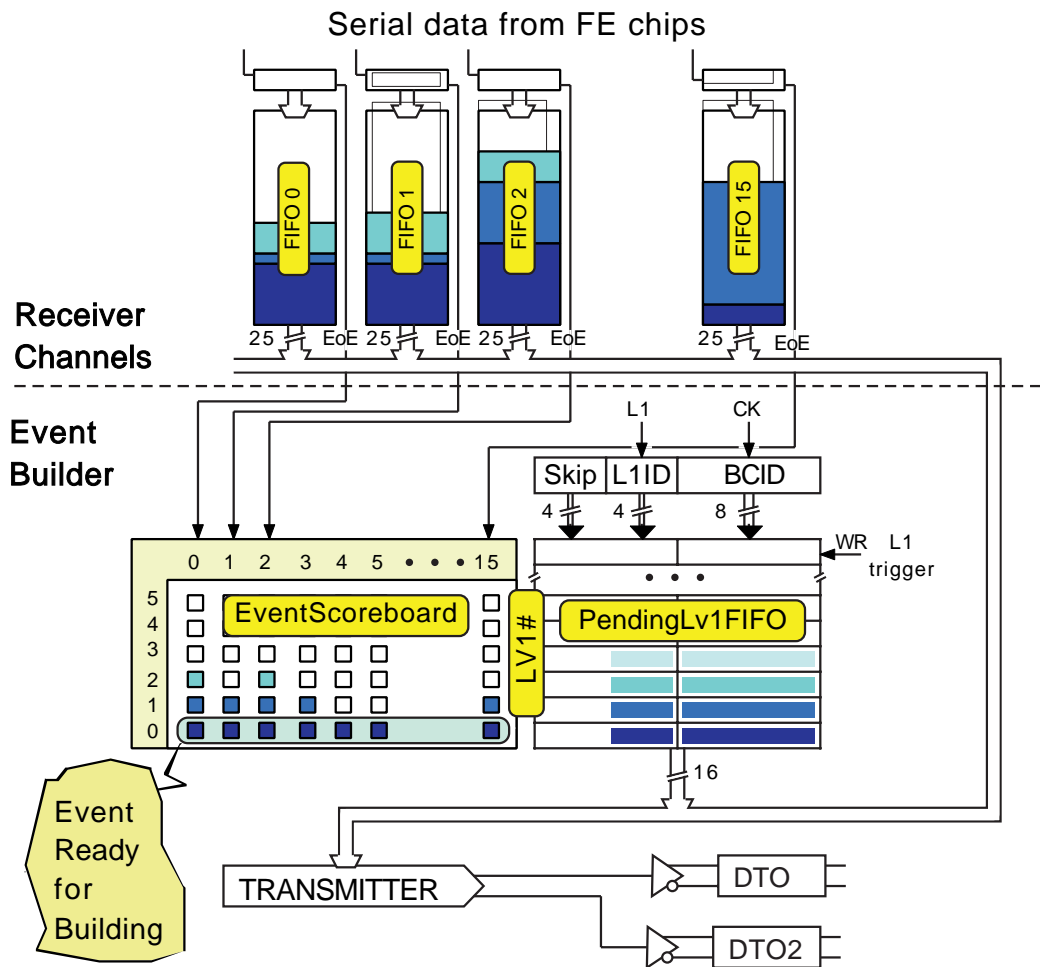 Serial data from FE chips
FIFO 0
FIFO 1
FIFO 2
FIFO 15
Receiver
Channels
25
EoE
25
EoE
25
EoE
25
EoE
Event
Builder
L1
CK
Skip
L1ID
BCID
4
4
8
WR
L1
trigger
0 1 2 3 4 5 • • • 15
• • •
5
4
3
2
1
0
EventScoreboard
LV1#
PendingLv1FIFO
16
Event
Ready
for
Building
TRANSMITTER
DTO
DTO2